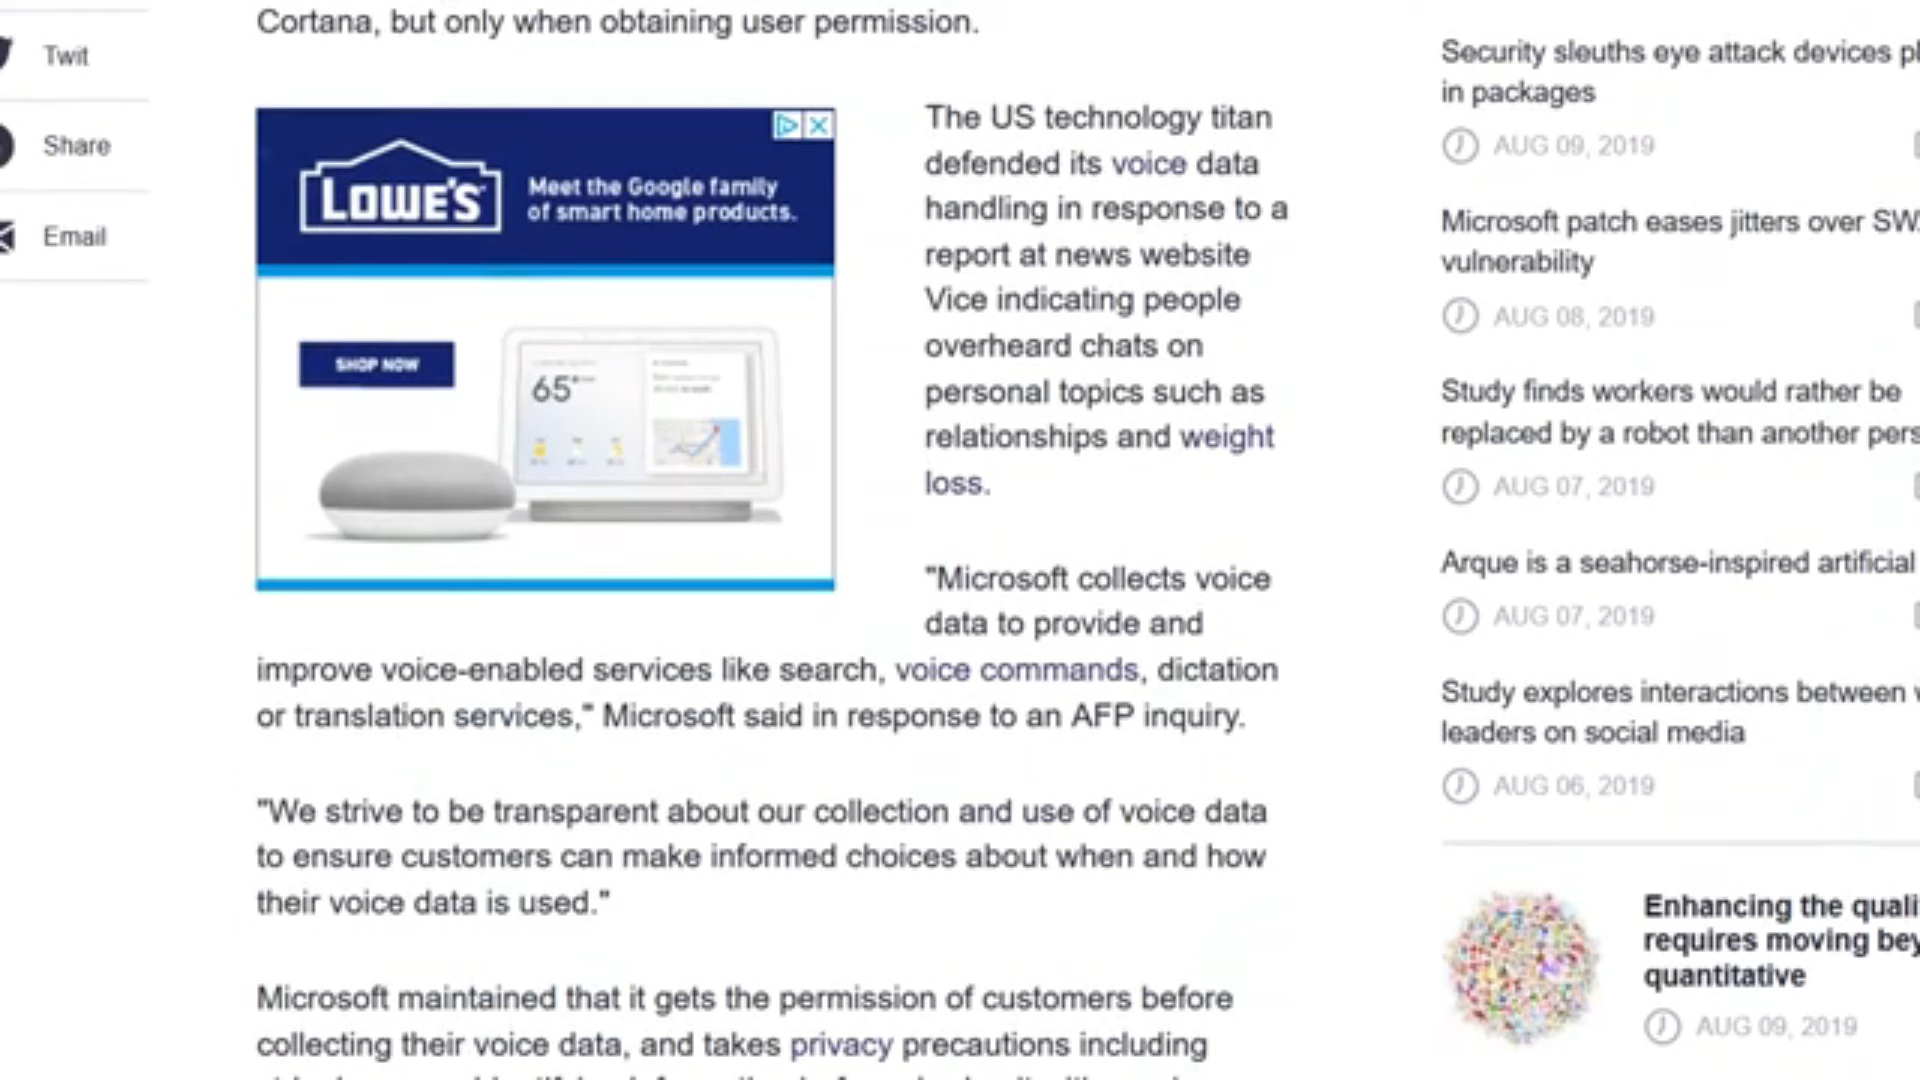 Cortana, but only when obtaining user permission.
Twit
Share
Email
LOWE'S
Meet the Google family
of smart home products.
SHOP NOW
65°
The US technology titan
defended its voice data
handling in response to a
report at news website
Vice indicating people
overheard chats on
personal topics such as
relationships and weight
loss.
"Microsoft collects voice
data to provide and
improve voice-enabled services like search, voice commands, dictation
or translation services," Microsoft said in response to an AFP inquiry.
"We strive to be transparent about our collection and use of voice data
to ensure customers can make informed choices about when and how
their voice data is used."
Microsoft maintained that it gets the permission of customers before
collecting their voice data, and takes privacy precautions including
Security sleuths eye attack devices
in packages
AUG 09, 2019
Microsoft patch eases jitters over
vulnerability
AUG 08, 2019
Study finds workers would rather be
replaced by a robot than another
AUG 07, 2019
Arque is a seahorse-inspired artificial
AUG 07, 2019
Study explores interactions between
leaders on social media
AUG 06, 2019
Enhancing the
requires moving
quantitative
AUG 09, 2019